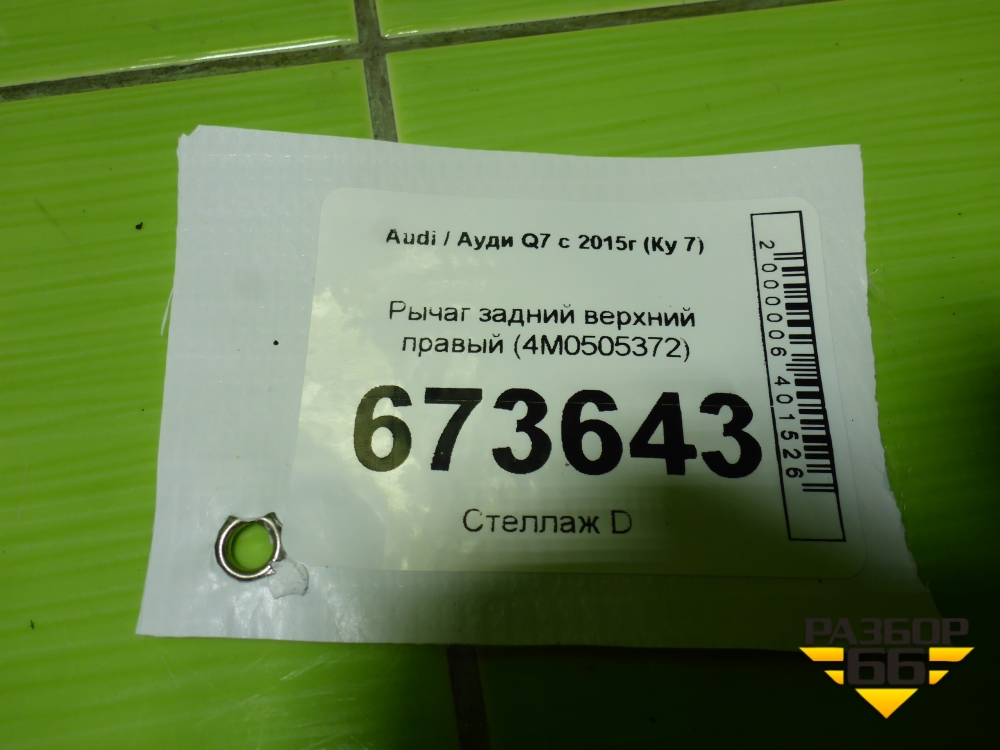 Audi / Ауди Q7 с 2015г (Ку 7)
Рычаг задний верхний
правый (4M0505372)
673643
Стеллаж D
2000006401526
РАЗБОР
66